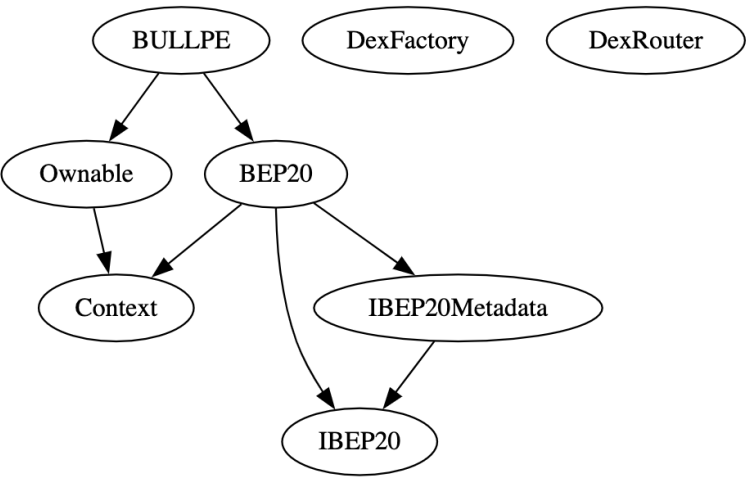 BULLPE
DexFactory
DexRouter
Ownable
BEP20
Context
IBEP20Metadata
IBEP20